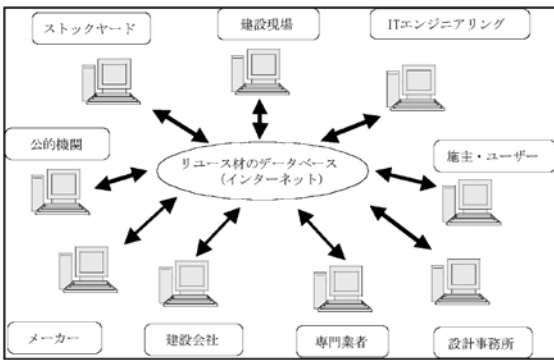 ストックヤード
建設現場
ITエンジニアリング
公的機関
リユース材のデータベース
(インターネット)
施主・ユーザー
メーカー
建設会社
専門業者
設計事務所